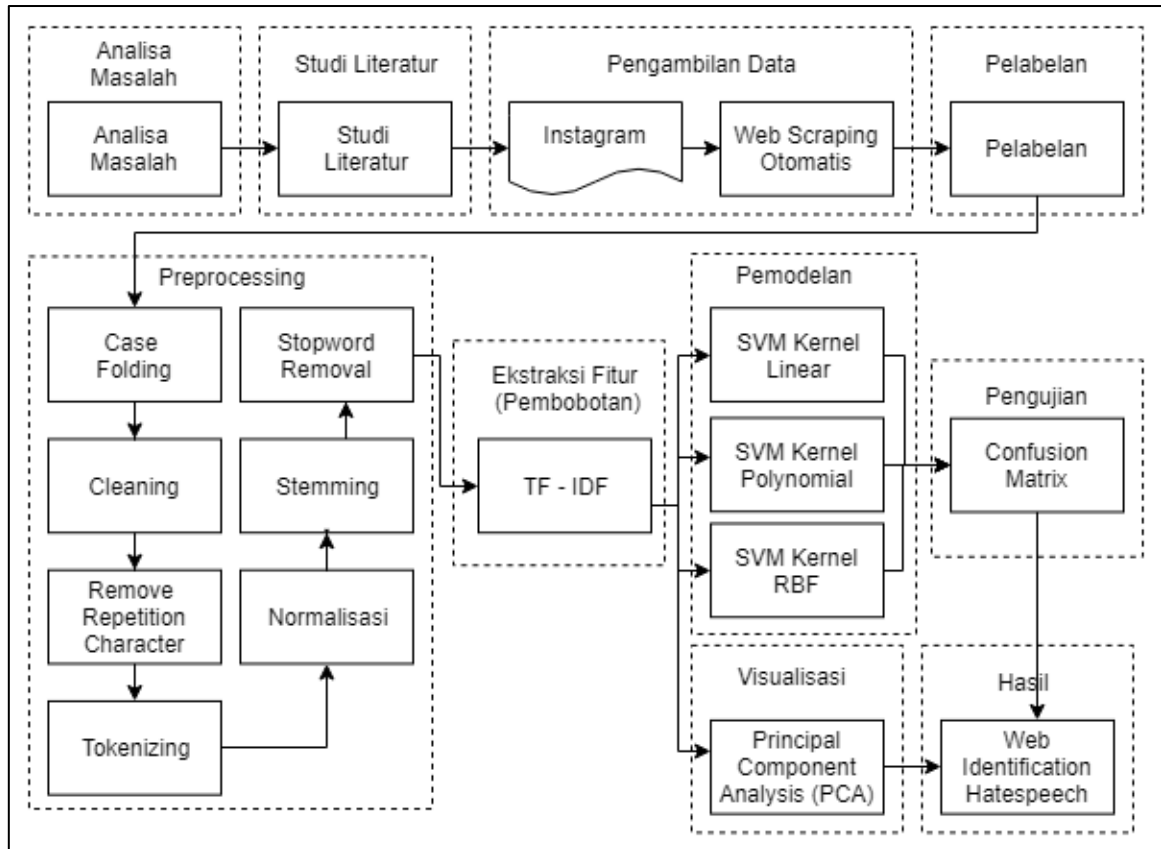 Analisa
Masalah
Analisa
Masalah
Studi Literatur
Studi
Literatur
Pengambilan Data
Instagram
Web Scraping
Otomatis
Pelabelan
Pelabelan
Preprocessing
Case
Folding
Cleaning
Remove
Repetition
Character
Tokenizing
Normalisasi
Stemming
Stopword
Removal
Ekstraksi Fitur
(Pembobotan)
TF - IDF
Pemodelan
SVM Kernel
Linear
SVM Kernel
Polynomial
SVM Kernel
RBF
Pengujian
Confusion
Matrix
Visualisasi
Principal
Component
Analysis (PCA)
Hasil
Web
Identification
Hatespeech